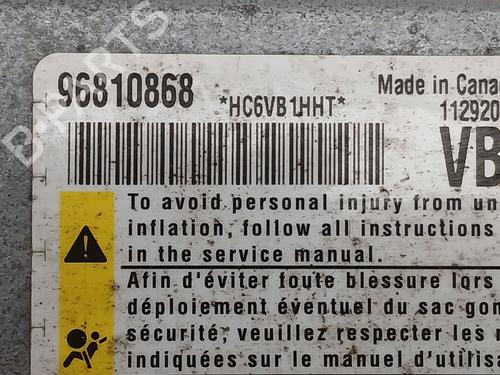 96810868 *HC6VB1HHT* Made in Canad
112920
VB
To avoid personal injury from un
inflation, follow all instructions
in the service manual.
Afin d'éviter toute blessure lors
déploiement éventuel du sac gon
sécurité; veuillez respecter les
indiquées sur le manuel d'utilisa
B-PARTS